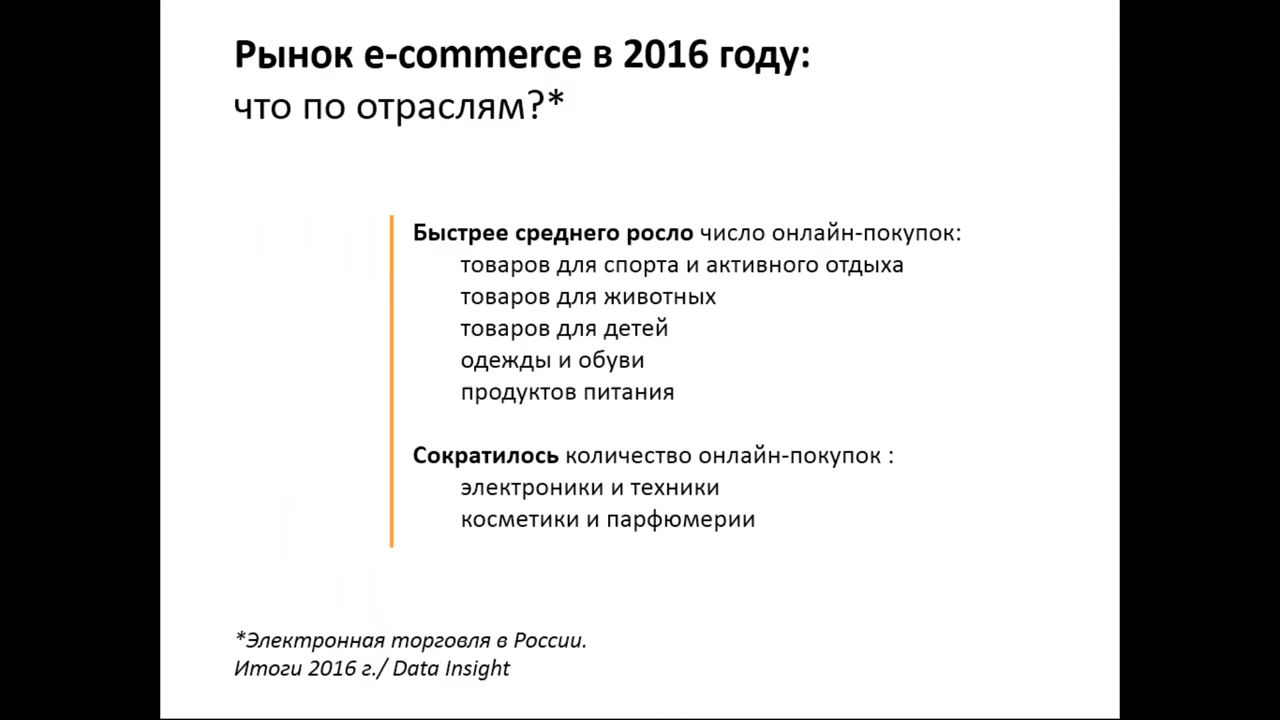 Рынок e-commerce в 2016 году:
что по отраслям?*
Быстрее среднего росло число онлайн-покупок:
товаров для спорта и активного отдыха
товаров для животных
товаров для детей
одежды и обуви
продуктов питания
Сократилось количество онлайн-покупок :
электроники и техники
косметики и парфюмерии
*Электронная торговля в России.
Итоги 2016 г./ Data Insight